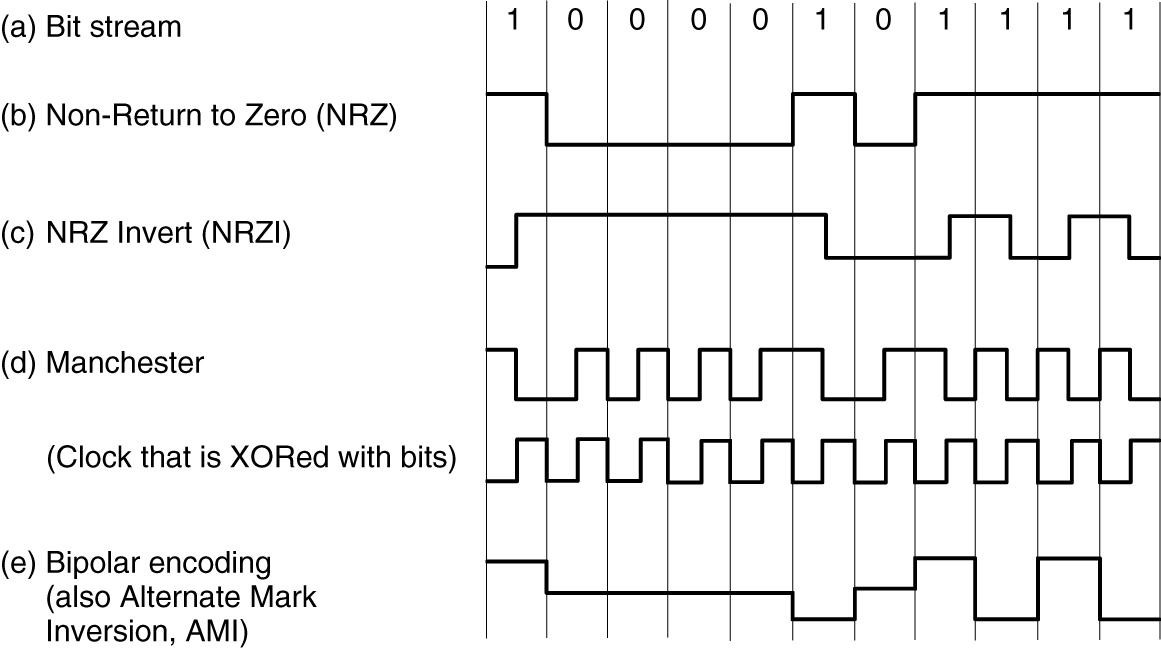 (a) Bit stream 1 0 0 0 0 1 0 1 1 1 1
(b) Non-Return to Zero (NRZ)
(c) NRZ Invert (NRZI)
(d) Manchester
(Clock that is XORed with bits)
(e) Bipolar encoding
(also Alternate Mark
Inversion, AMI)